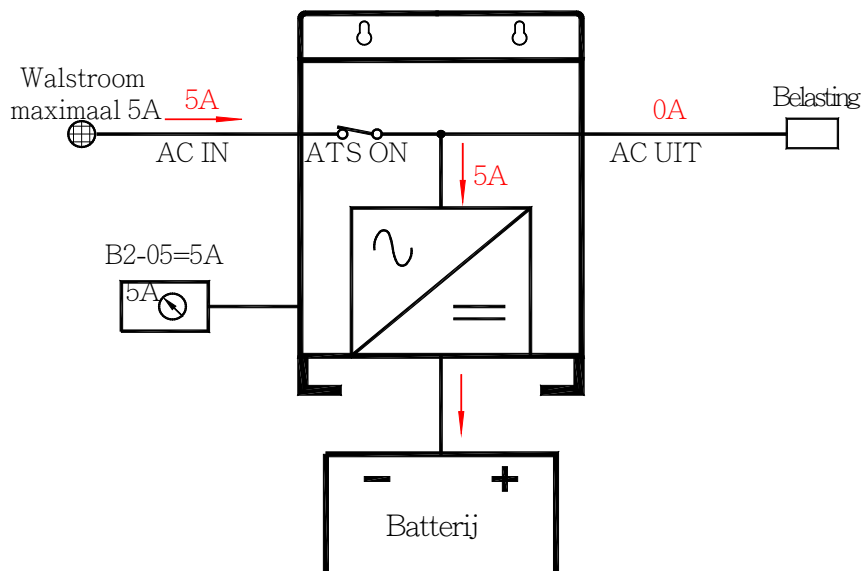 Walstroom
maximaal 5A
5A
AC IN
ATS ON
0A
AC UIT
Belasting
5A
B2-05=5A
5A
Batterij